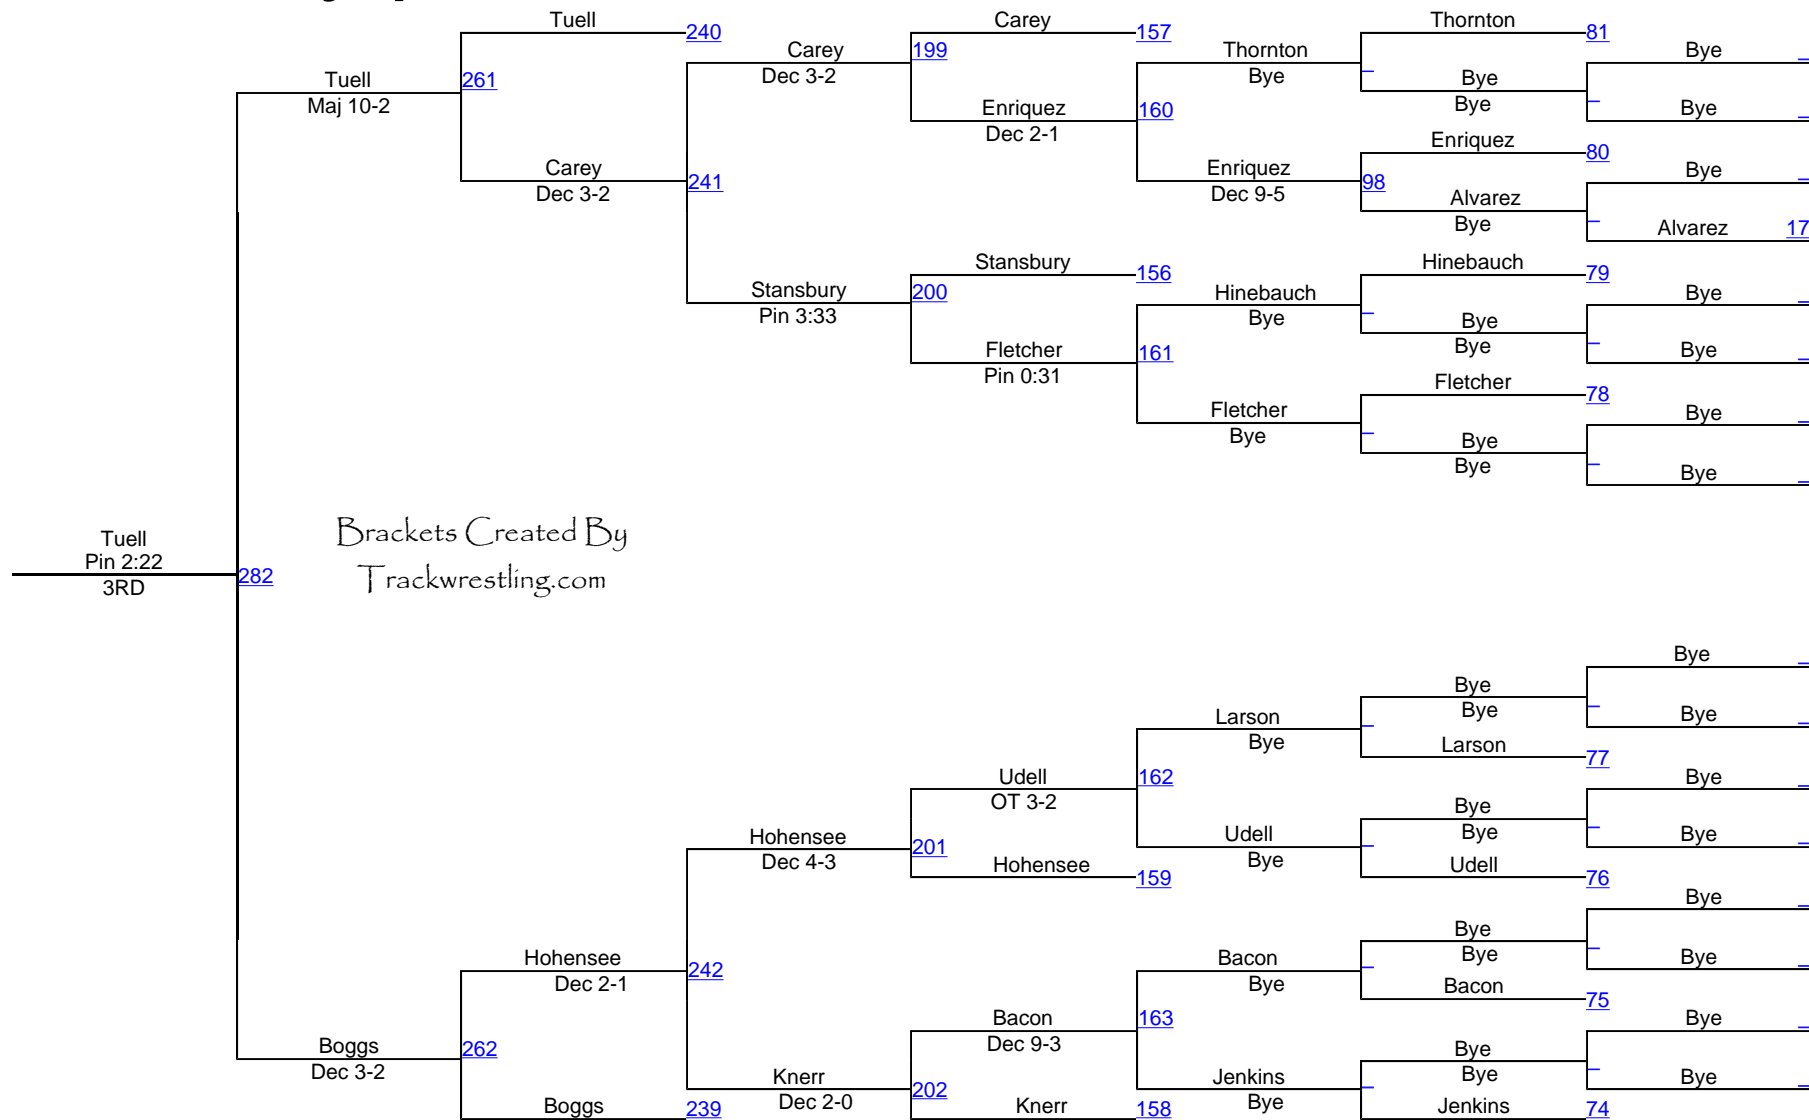 Tuell
240
Carey
157
Thornton
81
Carey
Dec 3-2
199
Thornton
Bye
Bye
Tuell
Maj 10-2
261
Bye
Bye
Enriquez
Dec 2-1
160
Bye
Enriquez
80
Carey
Dec 3-2
241
Enriquez
Dec 9-5
98
Bye
Alvarez
Bye
Alvarez
17
Stansbury
156
Hinebauch
79
Stansbury
Pin 3:33
200
Hinebauch
Bye
Bye
Bye
Bye
Fletcher
Pin 0:31
161
Bye
Fletcher
78
Fletcher
Bye
Bye
Bye
Bye
Bye
Brackets Created By
Trackwrestling.com
Tuell
Pin 2:22
3RD
282
Bye
Bye
Bye
Larson
Bye
Bye
Larson
77
Udell
OT 3-2
162
Bye
Bye
Bye
Hohensee
Dec 4-3
201
Udell
Bye
Bye
Hohensee
159
Udell
76
Bye
Bye
Bye
Hohensee
Dec 2-1
242
Bacon
Bye
Bye
Bacon
75
Bacon
Dec 9-3
163
Bye
Boggs
Dec 3-2
262
Bye
Bye
Knerr
Dec 2-0
202
Jenkins
Bye
Bye
Boggs
239
Knerr
158
Jenkins
74